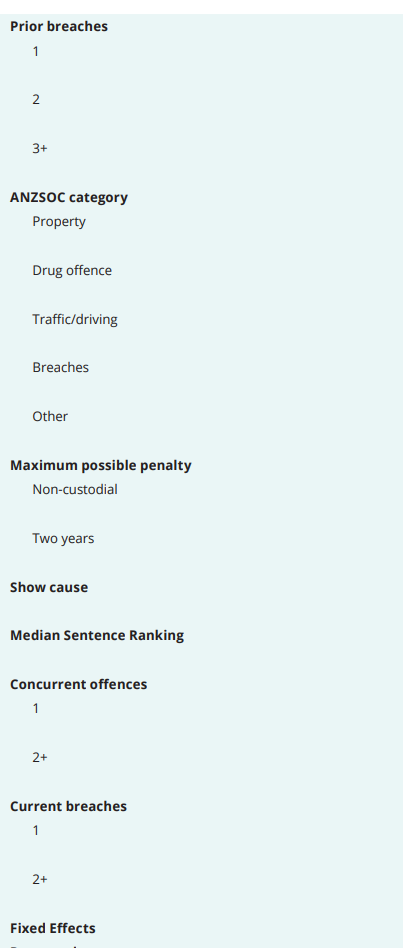 Prior breaches
1
2
3+
ANZSOC category
Property
Drug offence
Traffic/driving
Breaches
Other
Maximum possible penalty
Non-custodial
Two years
Show cause
Median Sentence Ranking
Concurrent offences
1
2+
Current breaches
1
2+
Fixed Effects